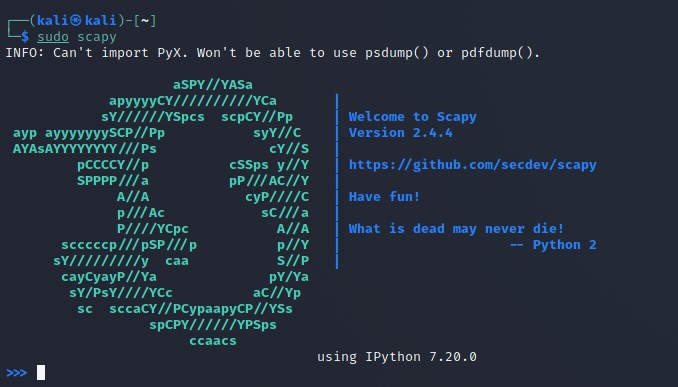 ┌──(kali㉿kali)-[~]
└─$ sudo scapy
INFO: Can't import PyX. Won't be able to use psdump() or pdfdump().
                     aSPY//YASa
             apyyyyCY//////////YCa       |
            sY//////YSpcs  scpCY//Pp     | Welcome to Scapy
 ayp ayyyyyyySCP//Pp           syY//C    | Version 2.4.4
 AYAsAYYYYYYYY///Ps              cY//S   |
         pCCCCY//p          cSSps y//Y   | https://github.com/secdev/scapy
         SPPPP///a          pP///AC//Y   |
              A//A            cyP////C   | Have fun!
              p///Ac            sC///a   |
              P////YCpc           A//A   | What is dead may never die!
       scccccp///pSP///p          p//Y   |                     -- Python 2
      sY/////////y  caa           S//P   |
       cayCyayP//Ya              pY/Ya
        sY/PsY////YCc          aC//Yp
         sc  sccaCY//PCypaapyCP//YSs
                  spCPY//////YPSps
                       ccaacs
                                       using IPython 7.20.0
>>>